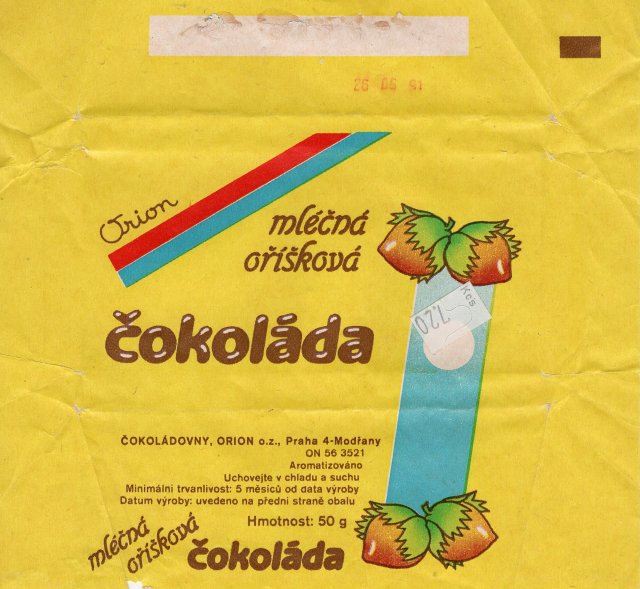 26 06 91
Orion
mléčná
oříšková
Kčs
7,20
čokoláda
ČOKOLÁDOVNY, ORION o.z., Praha 4-Modřany
ON 56 3521
Aromatizováno
Uchovejte v chladu a suchu
Minimální trvanlivost: 5 měsíců od data výroby
Datum výroby: uvedeno na přední straně obalu
Hmotnost: 50 g
mléčná
oříšková
čokoláda